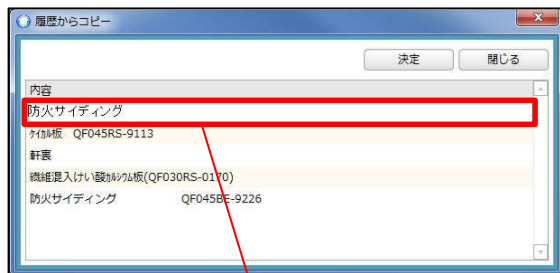 履歴からコピー
決定 閉じる
内容
防火サイディング
ケイカル板 QF045RS-9113
軒裏
繊維混入けい酸カルシウム板(QF030RS-0170)
防火サイディング QF045BE-9226